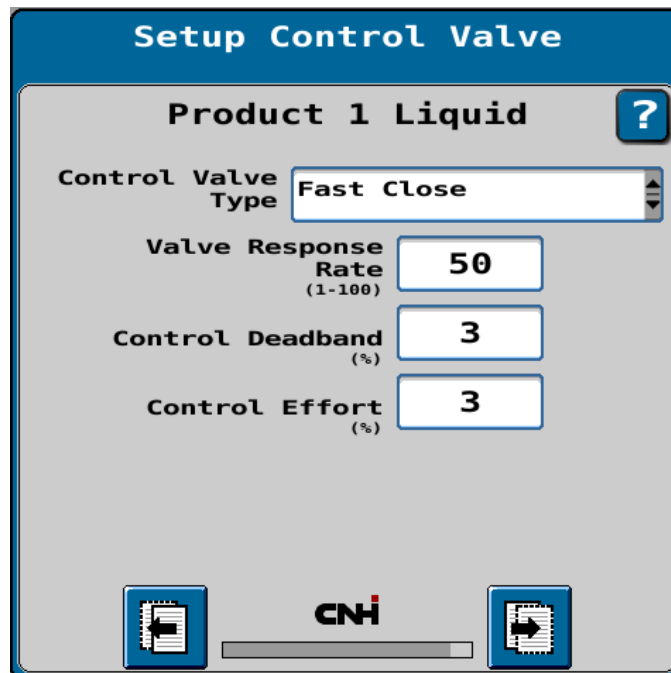 Setup Control Valve
Product 1 Liquid
?
Control Valve
Type
Fast Close
Valve Response
Rate
(1-100)
50
Control Deadband
(%)
3
Control Effort
(%)
3
CNH